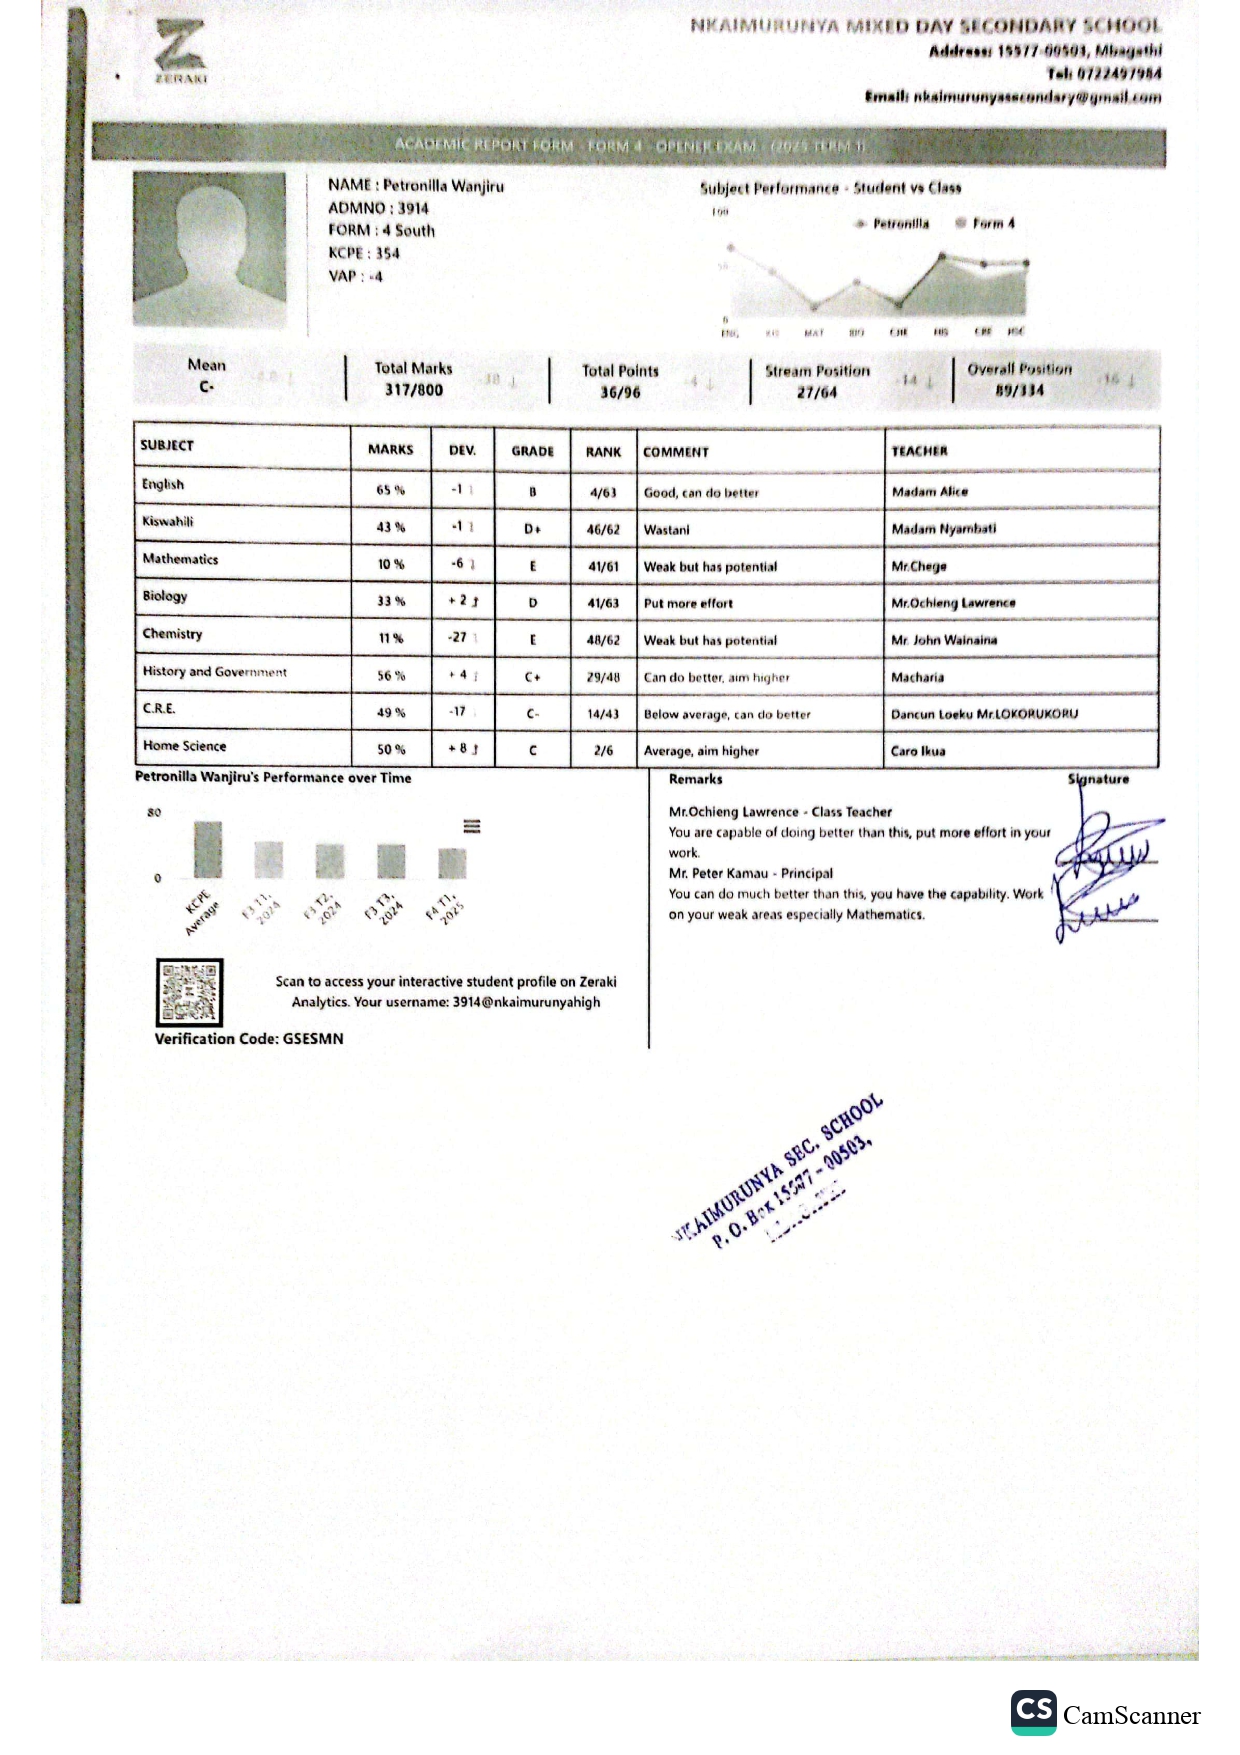 ZERAKI
NKAIMURUNYA MIXED DAY SECONDARY SCHOOL
Address: 15577-00503, Mbagathi
Tel: 0722497984
Email: nkaimurunyasecondary@gmail.com
ACADEMIC REPORT FORM - FORM 4 - OPENER EXAM - (2025 TERM 1)
NAME : Petronilla Wanjiru
ADMNO : 3914
FORM : 4 South
KCPE : 354
VAP : -4
Subject Performance - Student vs Class
100
Petronilla Form 4
0
ENG KIS MAT BIO CHE HIS CRE HSC
Mean Total Marks Total Points Stream Position Overall Position
C- 317/800 -18 ↓ 36/96 -4 ↓ 27/64 -14 ↓ 89/334 -16 ↓
SUBJECT MARKS DEV. GRADE RANK COMMENT TEACHER
English 65 % -1 B 4/63 Good, can do better Madam Alice
Kiswahili 43 % -1 D+ 46/62 Wastani Madam Nyambati
Mathematics 10 % -6 E 41/61 Weak but has potential Mr.Chege
Biology 33 % + 2 D 41/63 Put more effort Mr.Ochieng Lawrence
Chemistry 11 % -27 E 48/62 Weak but has potential Mr. John Wainaina
History and Government 56 % + 4 C+ 29/48 Can do better, aim higher Macharia
C.R.E. 49 % -17 C- 14/43 Below average, can do better Dancun Loeku Mr.LOKORUKORU
Home Science 50 % + 8 C 2/6 Average, aim higher Caro Ikua
Petronilla Wanjiru's Performance over Time
80
0
KCPE Average
F3 T1, 2024
F3 T2, 2024
F3 T3, 2024
F4 T1, 2025
Remarks Signature
Mr.Ochieng Lawrence - Class Teacher
You are capable of doing better than this, put more effort in your
work.
Mr. Peter Kamau - Principal
You can do much better than this, you have the capability. Work
on your weak areas especially Mathematics.
Scan to access your interactive student profile on Zeraki
Analytics. Your username: 3914@nkaimurunyahigh
Verification Code: GSESMN
NKAIMURUNYA SEC. SCHOOL
P. O. Box 15577 - 00503,
CS CamScanner